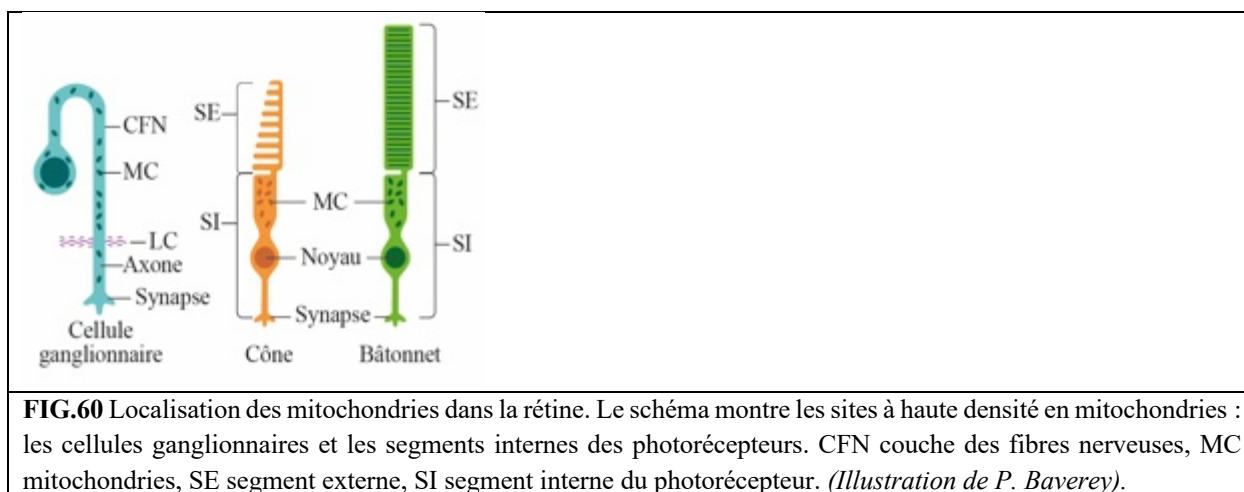 CFN
MC
LC
Axone
Synapse
Cellule
ganglionnaire
SE
SI
MC
Noyau
Synapse
Cône
SE
SI
Bâtonnet
FIG.60 Localisation des mitochondries dans la rétine. Le schéma montre les sites à haute densité en mitochondries :
les cellules ganglionnaires et les segments internes des photorécepteurs. CFN couche des fibres nerveuses, MC
mitochondries, SE segment externe, SI segment interne du photorécepteur. (Illustration de P. Baverey).